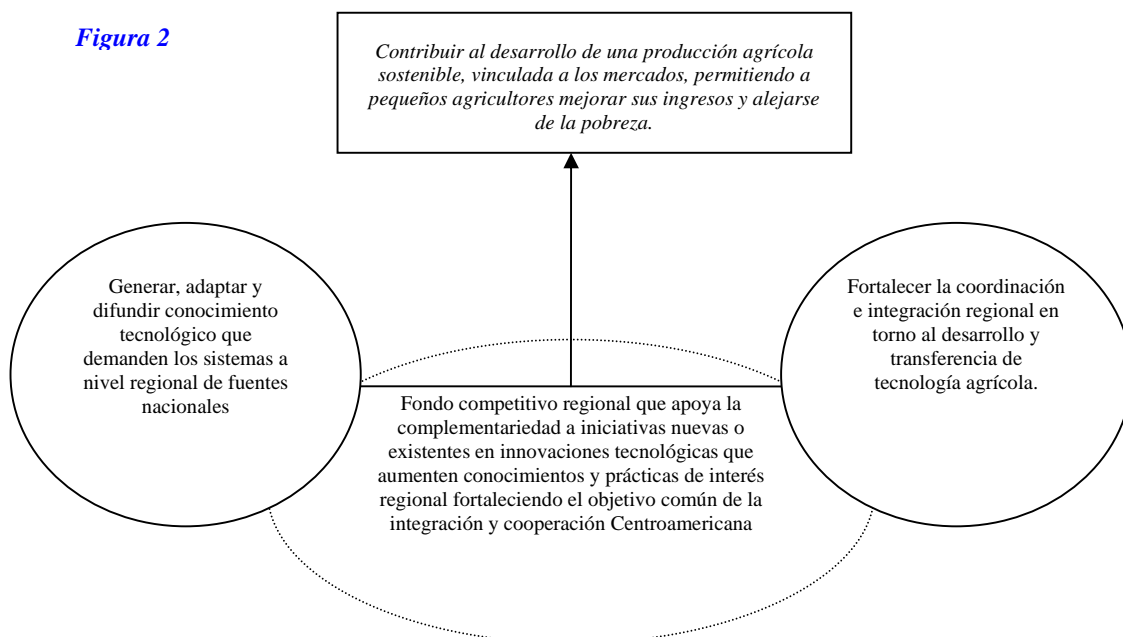 Figura 2
Contribuir al desarrollo de una producción agrícola
sostenible, vinculada a los mercados, permitiendo a
pequeños agricultores mejorar sus ingresos y alejarse
de la pobreza.
Generar, adaptar y
difundir conocimiento
tecnológico que
demanden los sistemas a
nivel regional de fuentes
nacionales
Fortalecer la coordinación
e integración regional en
torno al desarrollo y
transferencia de
tecnología agrícola.
Fondo competitivo regional que apoya la
complementariedad a iniciativas nuevas o
existentes en innovaciones tecnológicas que
aumenten conocimientos y prácticas de interés
regional fortaleciendo el objetivo común de la
integración y cooperación Centroamericana